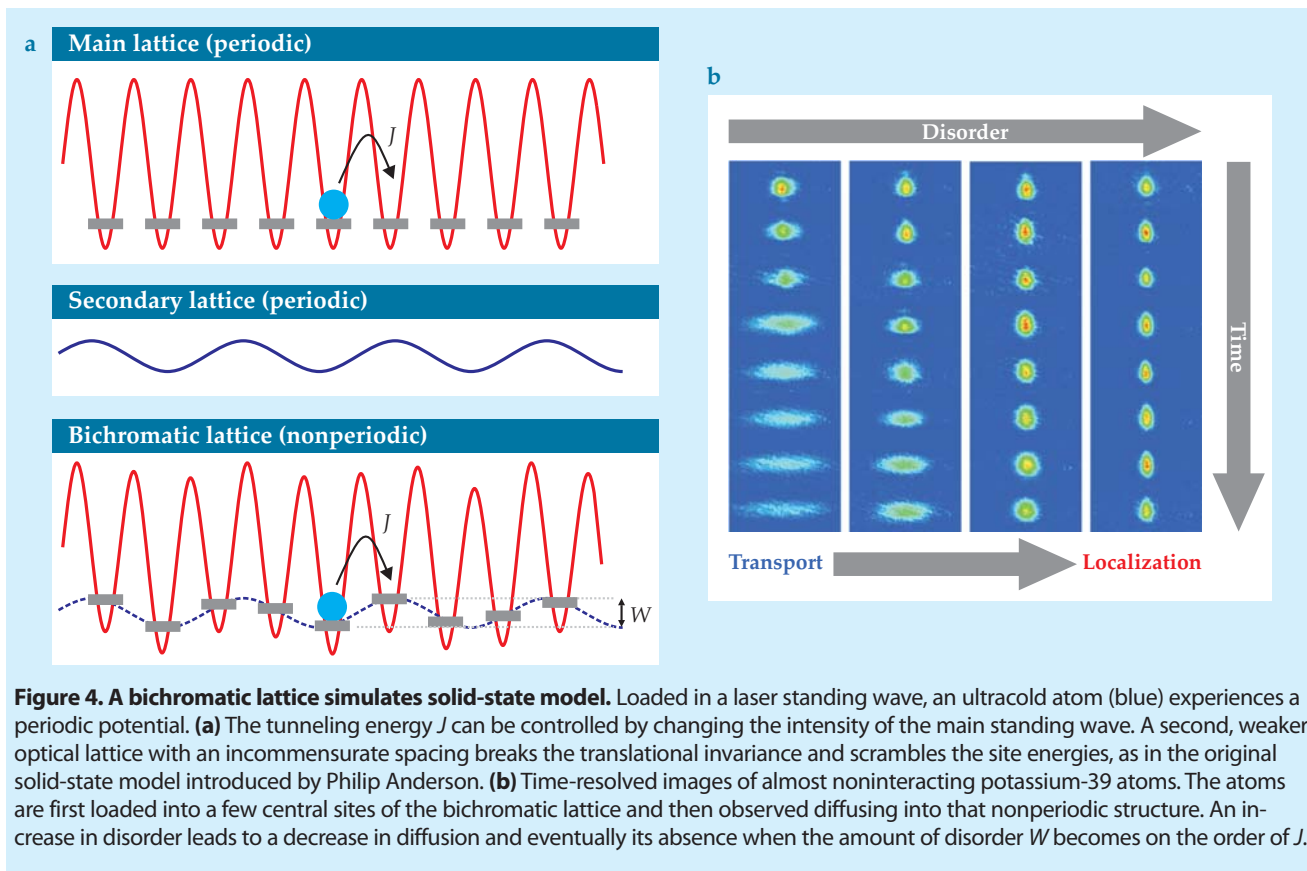 a
Main lattice (periodic)
J
Secondary lattice (periodic)
Bichromatic lattice (nonperiodic)
J
W
b
Disorder
Time
Transport
Localization
Figure 4. A bichromatic lattice simulates solid-state model. Loaded in a laser standing wave, an ultracold atom (blue) experiences a
periodic potential. (a) The tunneling energy J can be controlled by changing the intensity of the main standing wave. A second, weaker
optical lattice with an incommensurate spacing breaks the translational invariance and scrambles the site energies, as in the original
solid-state model introduced by Philip Anderson. (b) Time-resolved images of almost noninteracting potassium-39 atoms. The atoms
are first loaded into a few central sites of the bichromatic lattice and then observed diffusing into that nonperiodic structure. An in-
crease in disorder leads to a decrease in diffusion and eventually its absence when the amount of disorder W becomes on the order of J.